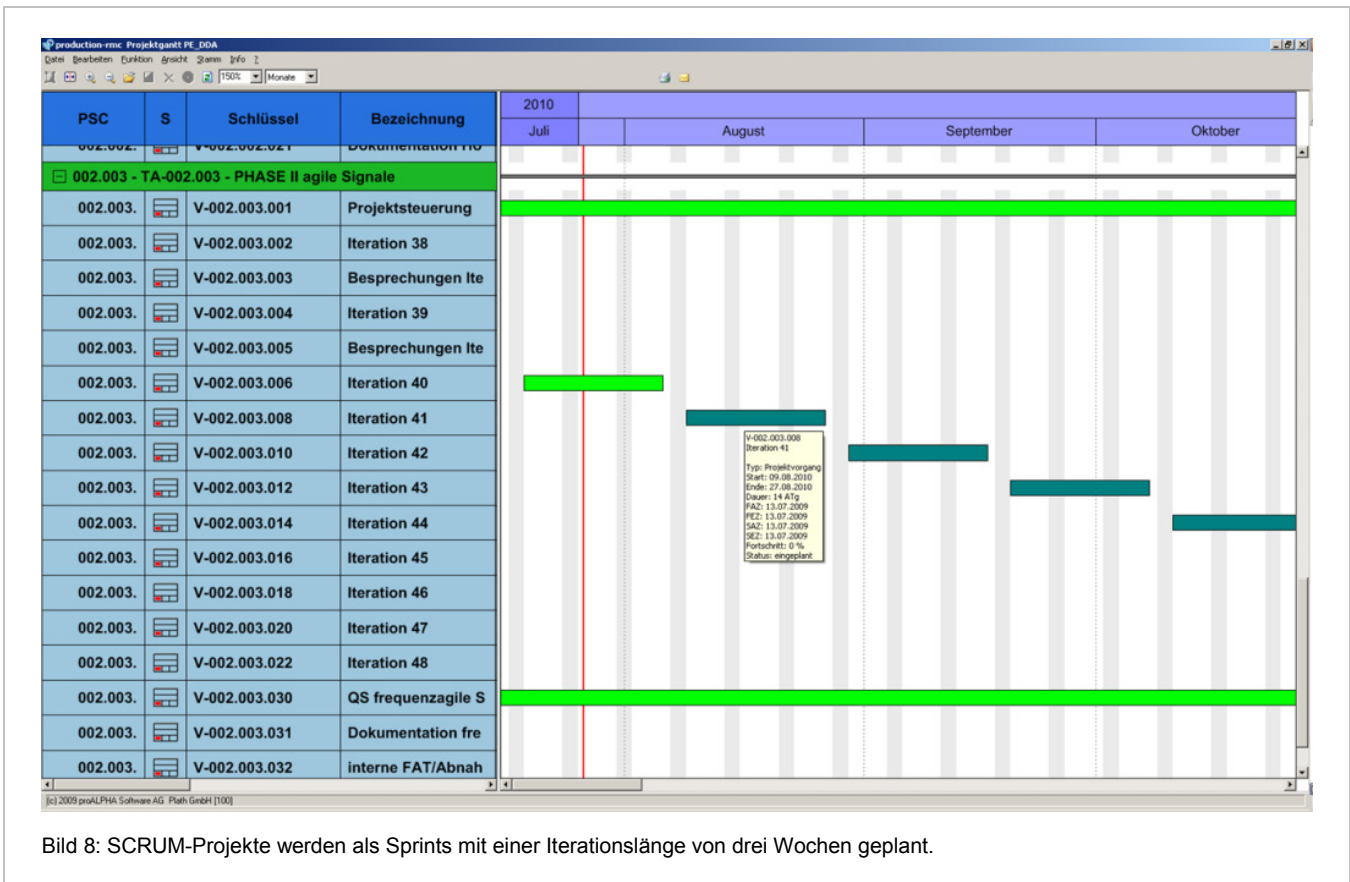 production-rmc Projektgantt PE_DDA
Datei Bearbeiten Funktion Ansicht Stamm Info ?
150% Monate
PSC S Schlüssel Bezeichnung
2010
Juli August September Oktober
002.002. V-002.002.021 Dokumentation Ho
002.003 - TA-002.003 - PHASE II agile Signale
002.003. V-002.003.001 Projektsteuerung
002.003. V-002.003.002 Iteration 38
002.003. V-002.003.003 Besprechungen Ite
002.003. V-002.003.004 Iteration 39
002.003. V-002.003.005 Besprechungen Ite
002.003. V-002.003.006 Iteration 40
002.003. V-002.003.008 Iteration 41
V-002.003.008
Iteration 41
Typ: Projektvorgang
Start: 09.08.2010
Ende: 27.08.2010
Dauer: 14 ATg
FAZ: 13.07.2009
FEZ: 13.07.2009
SAZ: 13.07.2009
SEZ: 13.07.2009
Fortschritt: 0 %
Status: eingeplant
002.003. V-002.003.010 Iteration 42
002.003. V-002.003.012 Iteration 43
002.003. V-002.003.014 Iteration 44
002.003. V-002.003.016 Iteration 45
002.003. V-002.003.018 Iteration 46
002.003. V-002.003.020 Iteration 47
002.003. V-002.003.022 Iteration 48
002.003. V-002.003.030 QS frequenzagile S
002.003. V-002.003.031 Dokumentation fre
002.003. V-002.003.032 interne FAT/Abnah
(c) 2009 proALPHA Software AG Plath GmbH [100]
Bild 8: SCRUM-Projekte werden als Sprints mit einer Iterationslänge von drei Wochen geplant.